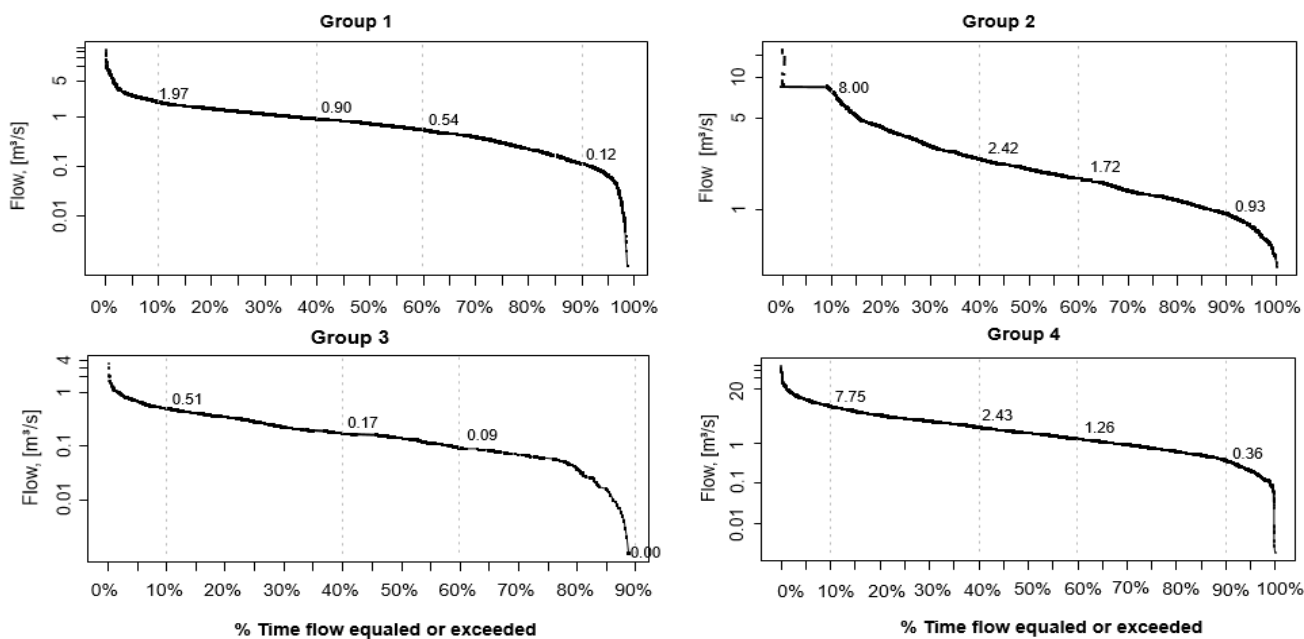 Group 1
Flow, [m³/s]
5
1
0.1
0.01
1.97
0.90
0.54
0.12
0% 10% 20% 30% 40% 50% 60% 70% 80% 90% 100%
Group 2
Flow [m³/s]
10
5
1
8.00
2.42
1.72
0.93
0% 10% 20% 30% 40% 50% 60% 70% 80% 90% 100%
Group 3
Flow, [m³/s]
4
1
0.1
0.01
0.51
0.17
0.09
0.00
0% 10% 20% 30% 40% 50% 60% 70% 80% 90%
% Time flow equaled or exceeded
Group 4
Flow, [m³/s]
20
1
0.1
0.01
7.75
2.43
1.26
0.36
0% 10% 20% 30% 40% 50% 60% 70% 80% 90% 100%
% Time flow equaled or exceeded